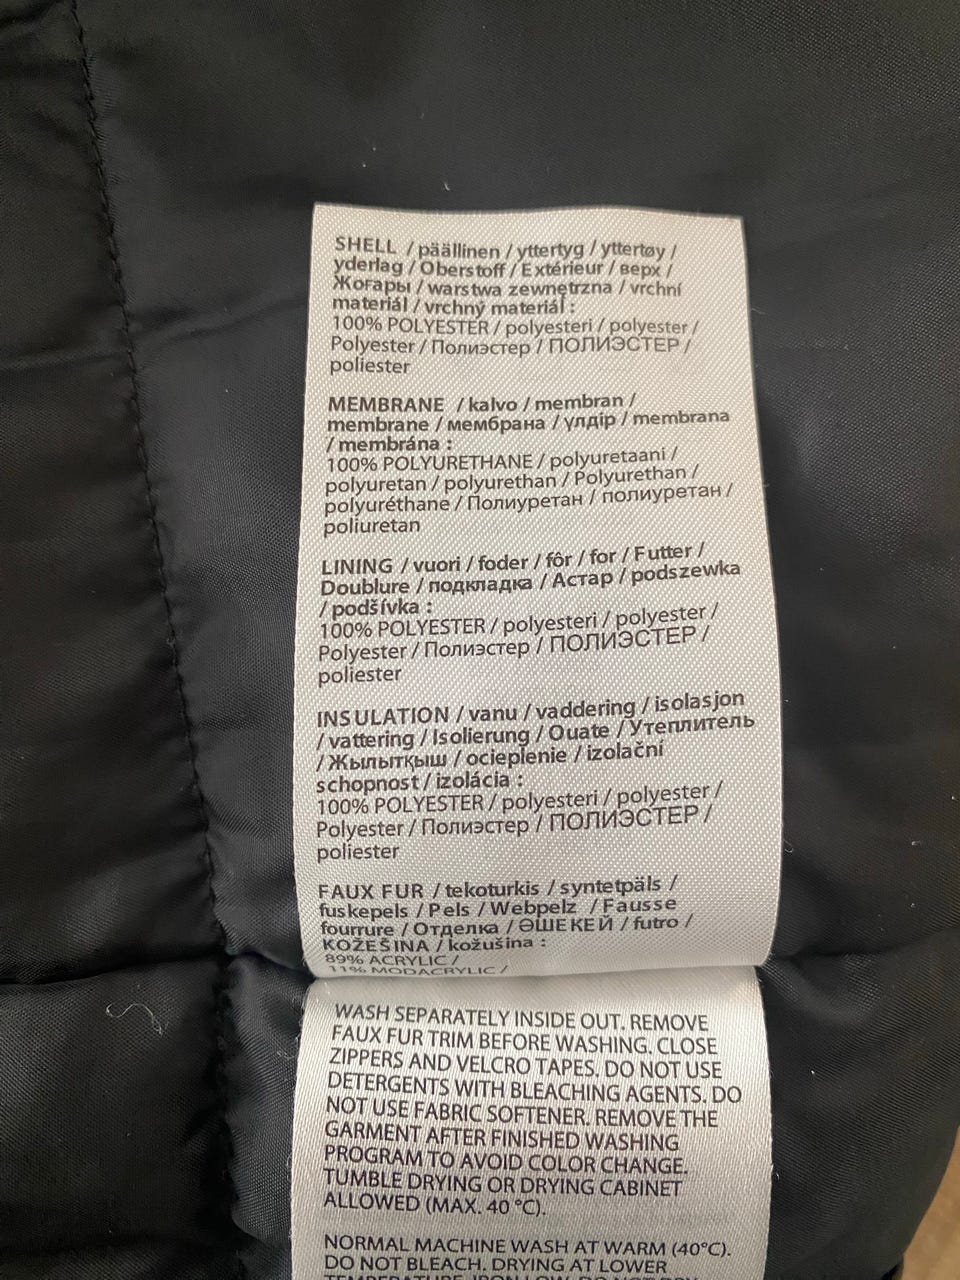 SHELL / päällinen / yttertyg / yttertøy /
yderlag / Oberstoff / Extérieur / верх /
Жоғары / warstwa zewnętrzna / vrchní
materiál / vrchný materiál :
100% POLYESTER / polyesteri / polyester /
Polyester / Полиэстер / ПОЛИЭСТЕР /
poliester
MEMBRANE / kalvo / membran /
membrane / мембрана / үлдір / membrana
/ membrána :
100% POLYURETHANE / polyuretaani /
polyuretan / polyurethan / Polyurethan /
polyuréthane / Полиуретан / полиуретан /
poliuretan
LINING / vuori / foder / fôr / for / Futter /
Doublure / подкладка / Астар / podszewka
/ podšívka :
100% POLYESTER / polyesteri / polyester /
Polyester / Полиэстер / ПОЛИЭСТЕР /
poliester
INSULATION / vanu / vaddering / isolasjon
/ vattering / Isolierung / Ouate / Утеплитель
/ Жылытқыш / ocieplenie / izolační
schopnost / izolácia :
100% POLYESTER / polyesteri / polyester /
Polyester / Полиэстер / ПОЛИЭСТЕР /
poliester
FAUX FUR / tekoturkis / syntetpäls /
fuskepels / Pels / Webpelz / Fausse
fourrure / Отделка / ӘШЕКЕЙ / futro /
KOŽEŠINA / kožušina :
89% ACRYLIC /
11% MODACRYLIC /
WASH SEPARATELY INSIDE OUT. REMOVE
FAUX FUR TRIM BEFORE WASHING. CLOSE
ZIPPERS AND VELCRO TAPES. DO NOT USE
DETERGENTS WITH BLEACHING AGENTS. DO
NOT USE FABRIC SOFTENER. REMOVE THE
GARMENT AFTER FINISHED WASHING
PROGRAM TO AVOID COLOR CHANGE.
TUMBLE DRYING OR DRYING CABINET
ALLOWED (MAX. 40 °C).
NORMAL MACHINE WASH AT WARM (40°C).
DO NOT BLEACH. DRYING AT LOWER
TEMPERATURE. IRON LOW. DO NOT DRY